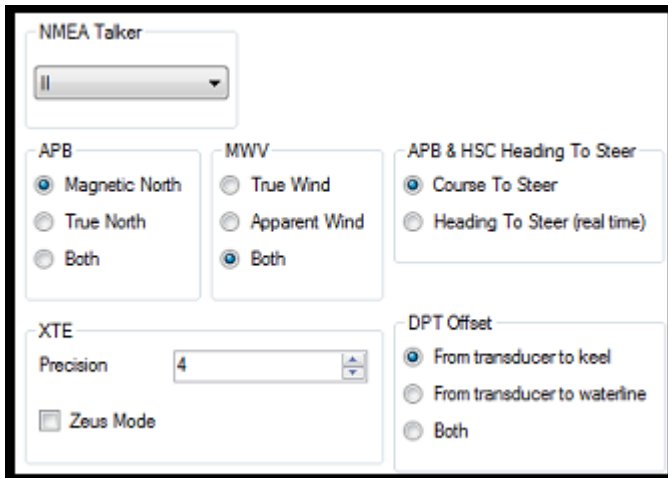 NMEA Talker
II
APB
Magnetic North
True North
Both
MWV
True Wind
Apparent Wind
Both
APB & HSC Heading To Steer
Course To Steer
Heading To Steer (real time)
XTE
Precision 4
Zeus Mode
DPT Offset
From transducer to keel
From transducer to waterline
Both